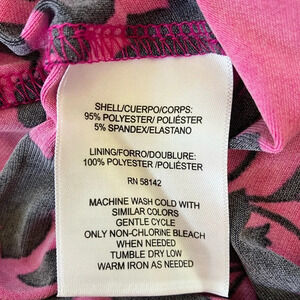 SHELL/CUERPO/CORPS:
95% POLYESTER/ POLIÉSTER
5% SPANDEX/ELASTANO
LINING/FORRO/DOUBLURE:
100% POLYESTER /POLIÉSTER
RN 58142
MACHINE WASH COLD WITH
SIMILAR COLORS
GENTLE CYCLE
ONLY NON-CHLORINE BLEACH
WHEN NEEDED
TUMBLE DRY LOW
WARM IRON AS NEEDED